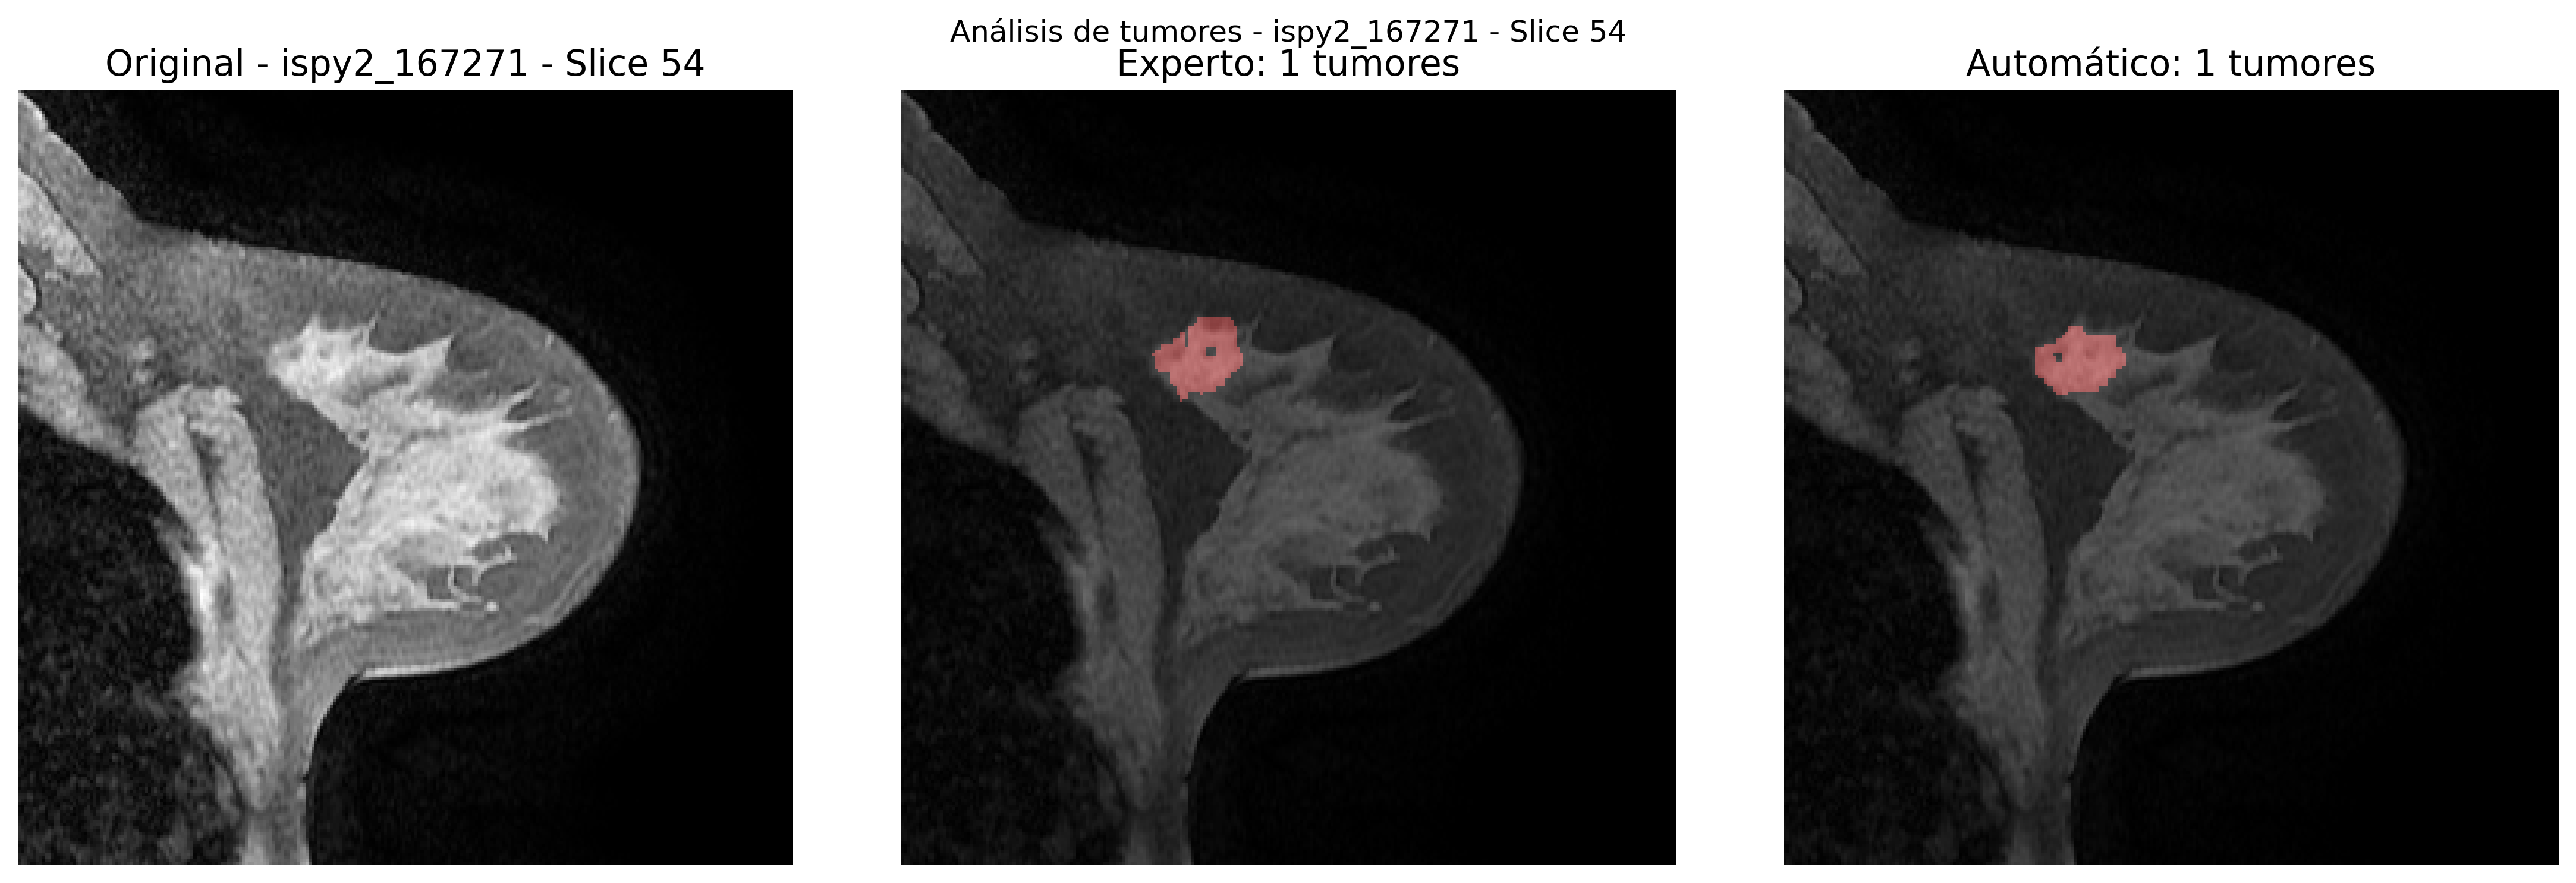 Análisis de tumores - ispy2_167271 - Slice 54
Original - ispy2_167271 - Slice 54
Experto: 1 tumores
Automático: 1 tumores